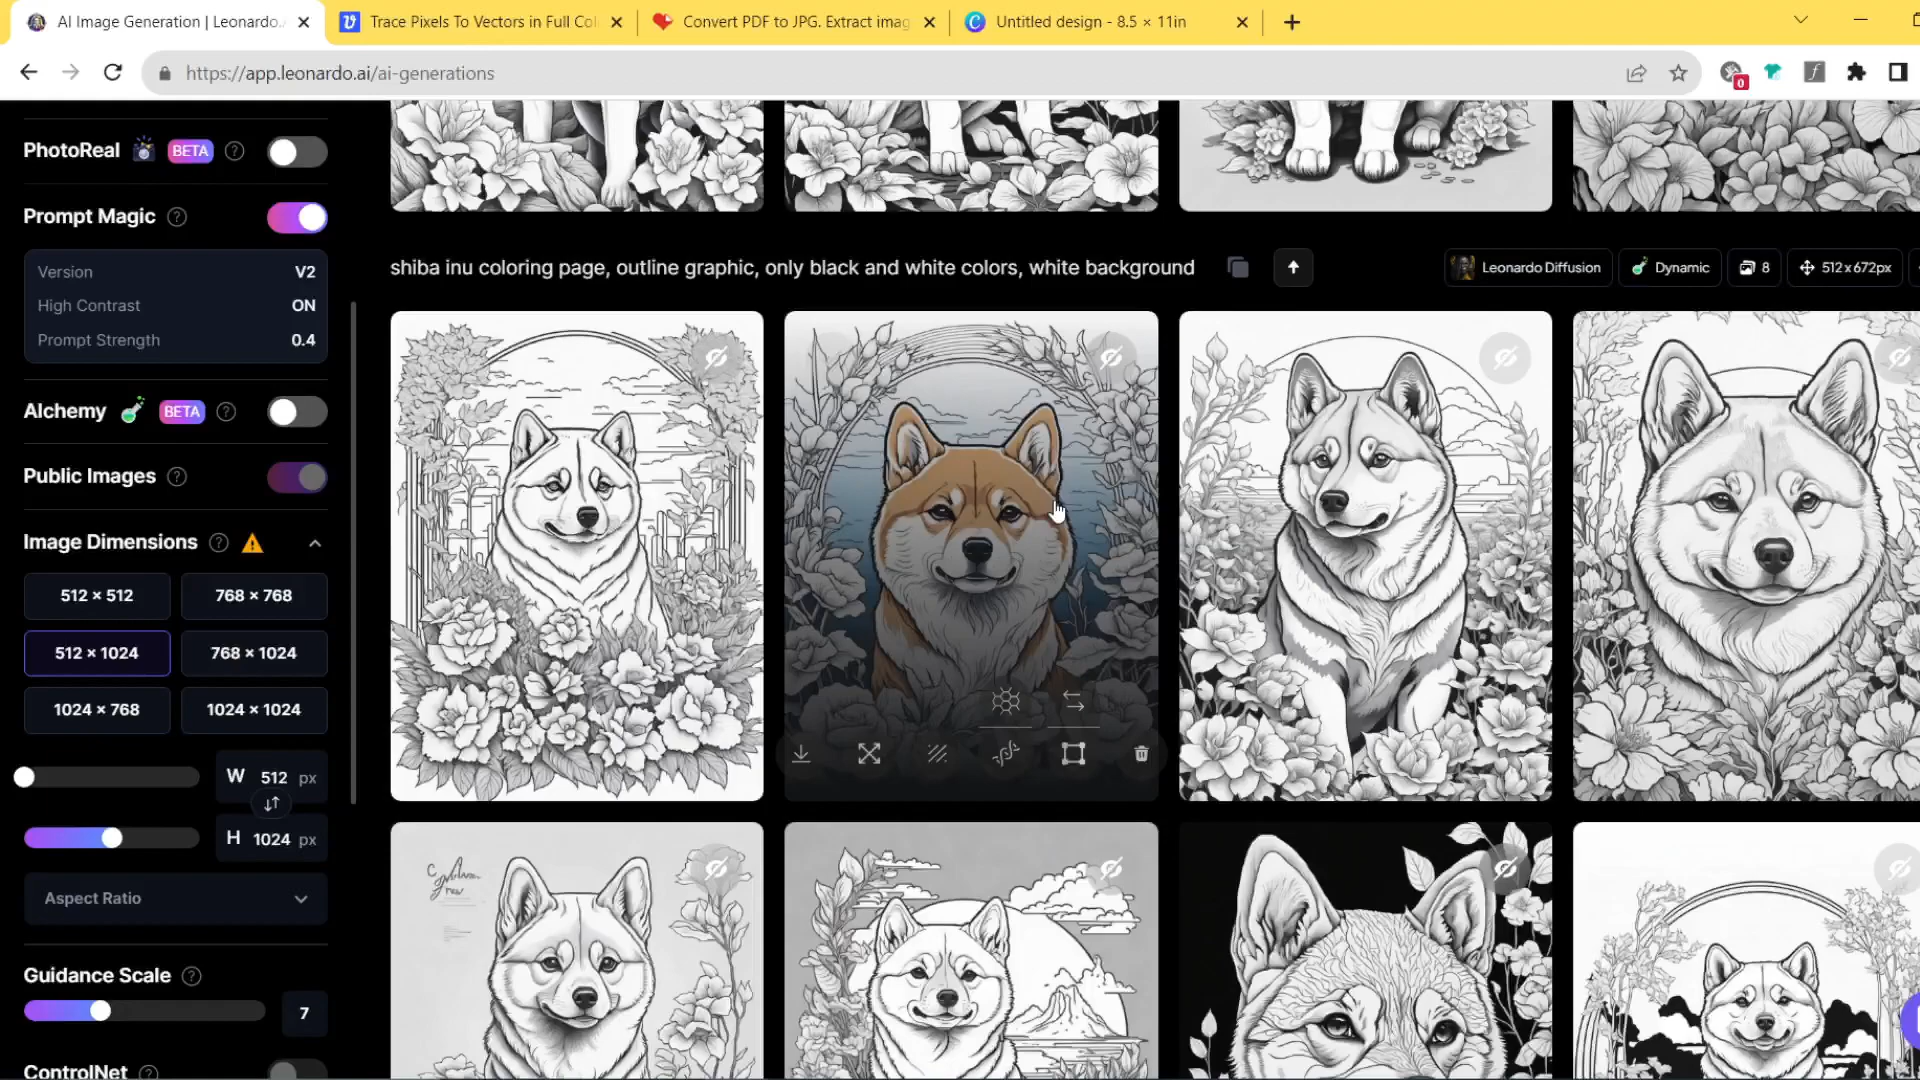 AI Image Generation | Leonardo.
Trace Pixels To Vectors in Full Col
Convert PDF to JPG. Extract imag
Untitled design - 8.5 × 11in
https://app.leonardo.ai/ai-generations
0
PhotoReal BETA ?
Prompt Magic ?
Version V2
High Contrast ON
Prompt Strength 0.4
Alchemy BETA ?
Public Images ?
Image Dimensions ?
512 × 512
768 × 768
512 × 1024
768 × 1024
1024 × 768
1024 × 1024
W 512 px
H 1024 px
Aspect Ratio
Guidance Scale ?
7
ControlNet ?
shiba inu coloring page, outline graphic, only black and white colors, white background
Leonardo Diffusion
Dynamic
8
512x672px